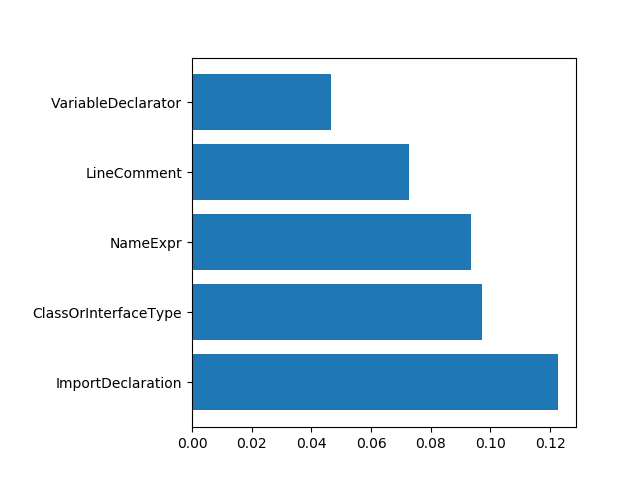 VariableDeclarator
LineComment
NameExpr
ClassOrInterfaceType
ImportDeclaration
0.00 0.02 0.04 0.06 0.08 0.10 0.12